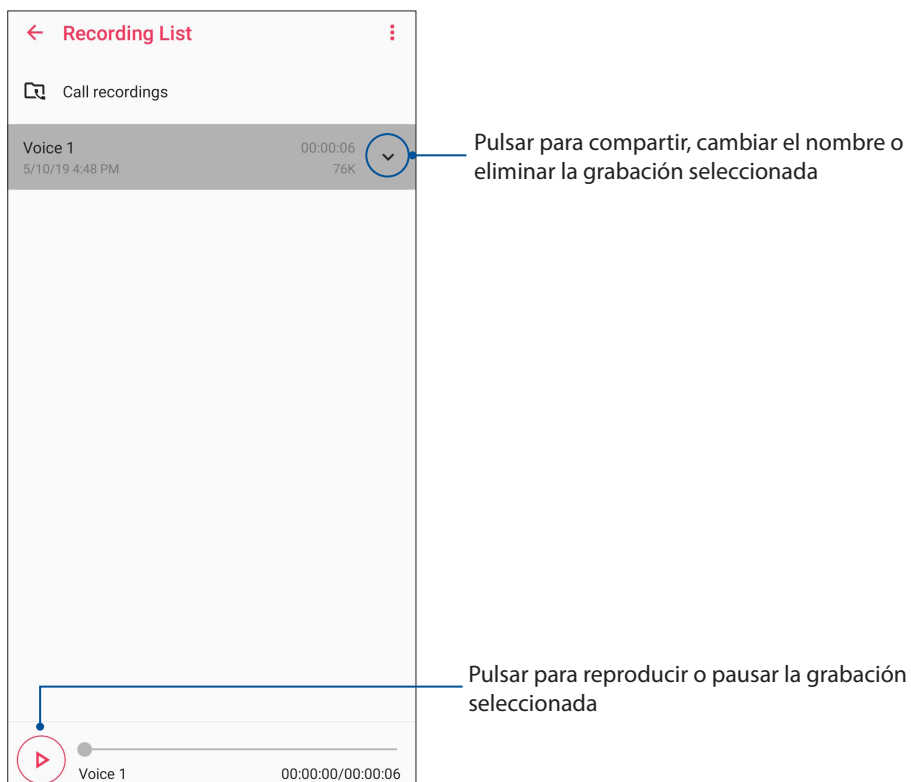 Recording List
Call recordings
Voice 1
00:00:06
5/10/19 4:48 PM
76K
Pulsar para compartir, cambiar el nombre o
eliminar la grabación seleccionada
Pulsar para reproducir o pausar la grabación
seleccionada
Voice 1
00:00:00/00:00:06